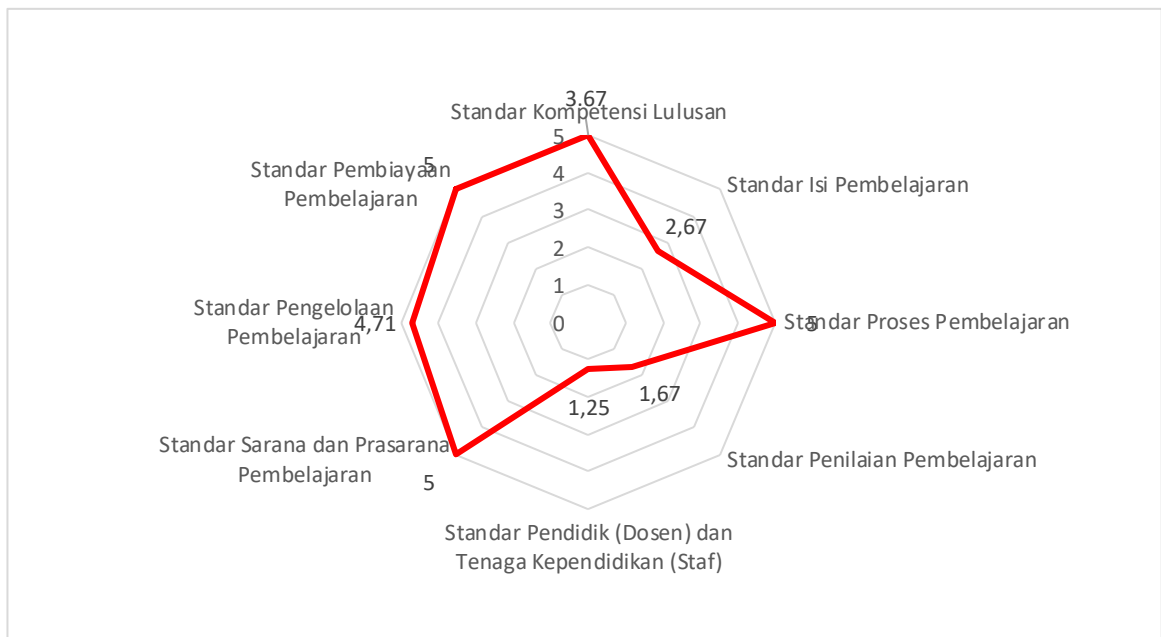 3.67
Standar Kompetensi Lulusan
5
4
3
2
1
0
Standar Isi Pembelajaran
2,67
Standar Proses Pembelajaran
5
1,67
Standar Penilaian Pembelajaran
1,25
Standar Pendidik (Dosen) dan
Tenaga Kependidikan (Staf)
Standar Sarana dan Prasarana
Pembelajaran
5
Standar Pengelolaan
Pembelajaran
4,71
Standar Pembiayaan
Pembelajaran
5